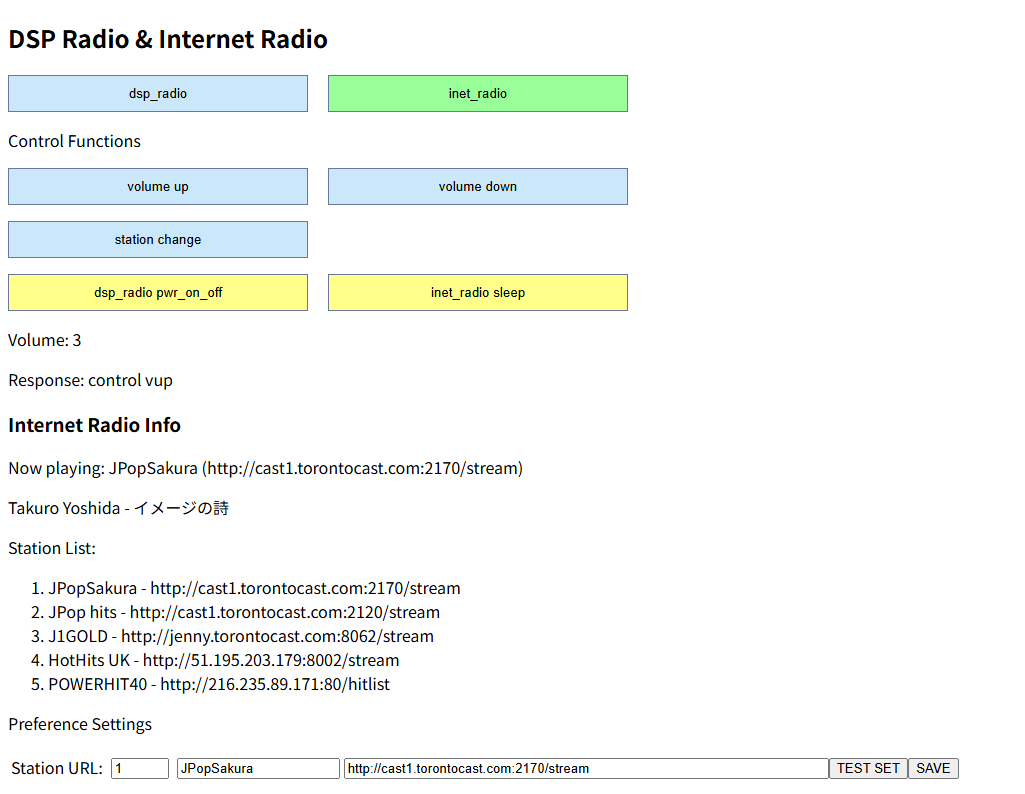 DSP Radio & Internet Radio
dsp_radio inet_radio
Control Functions
volume up volume down
station change
dsp_radio pwr_on_off inet_radio sleep
Volume: 3
Response: control vup
Internet Radio Info
Now playing: JPopSakura (http://cast1.torontocast.com:2170/stream)
Takuro Yoshida - イメージの詩
Station List:
1. JPopSakura - http://cast1.torontocast.com:2170/stream
2. JPop hits - http://cast1.torontocast.com:2120/stream
3. J1GOLD - http://jenny.torontocast.com:8062/stream
4. HotHits UK - http://51.195.203.179:8002/stream
5. POWERHIT40 - http://216.235.89.171:80/hitlist
Preference Settings
Station URL: 1 JPopSakura http://cast1.torontocast.com:2170/stream TEST SET SAVE